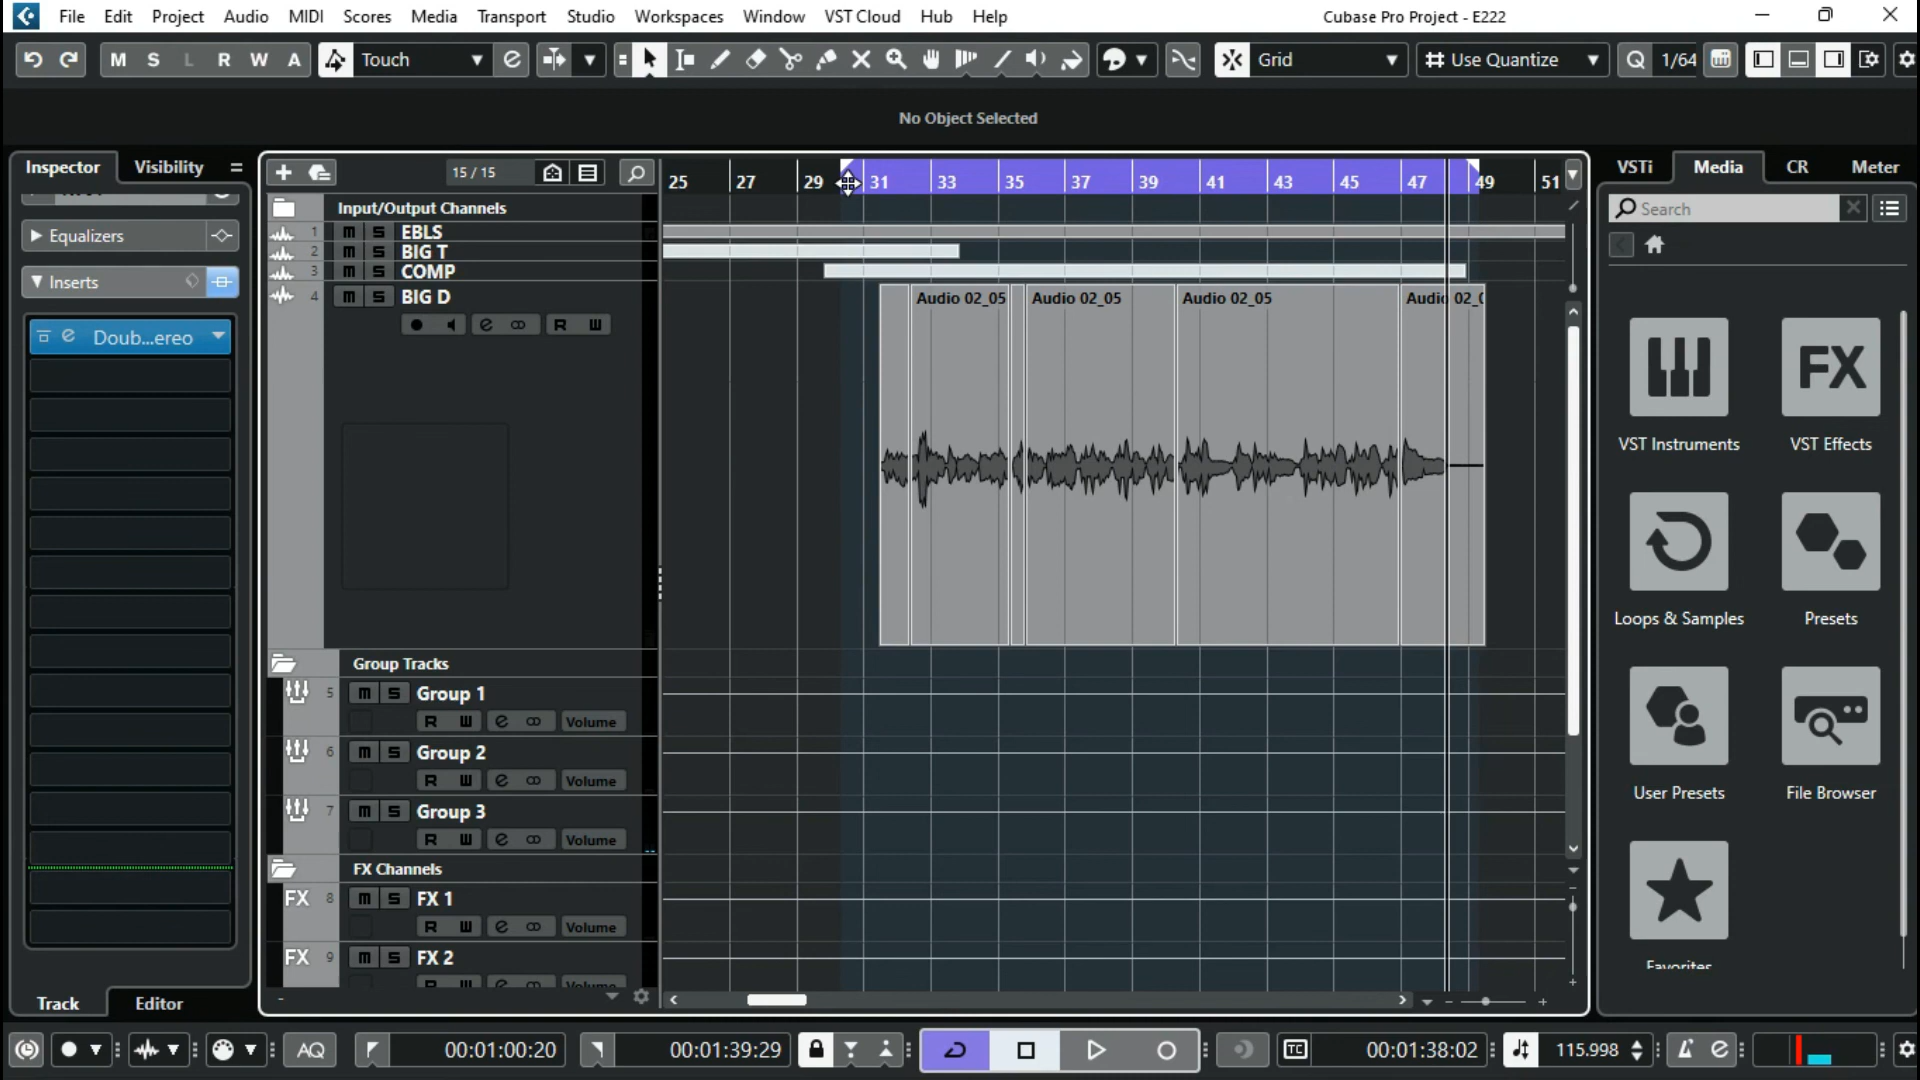 File Edit Project Audio MIDI Scores Media Transport Studio Workspaces Window VST Cloud Hub Help
Cubase Pro Project - E222
M S L R W A
Touch
Grid
Use Quantize
Q 1/64
No Object Selected
Inspector
Visibility
Equalizers
Inserts
Doub...ereo
Track
Editor
15 / 15
25 27 29 31 33 35 37 39 41 43 45 47 49 51
Input/Output Channels
1 m S EBLS
2 m S BIG T
3 m S COMP
4 m S BIG D
e R W
Audio 02_05
Audio 02_05
Audio 02_05
Group Tracks
5 m S Group 1
R W e Volume
6 m S Group 2
R W e Volume
7 m S Group 3
R W e Volume
FX Channels
FX 8 m S FX 1
R W e Volume
FX 9 m S FX 2
R W e Volume
VSTi
Media
CR
Meter
Search
FX
VST Instruments
VST Effects
Loops & Samples
Presets
User Presets
File Browser
Favorites
AQ
00:01:00:20
00:01:39:29
TC
00:01:38:02
115.998